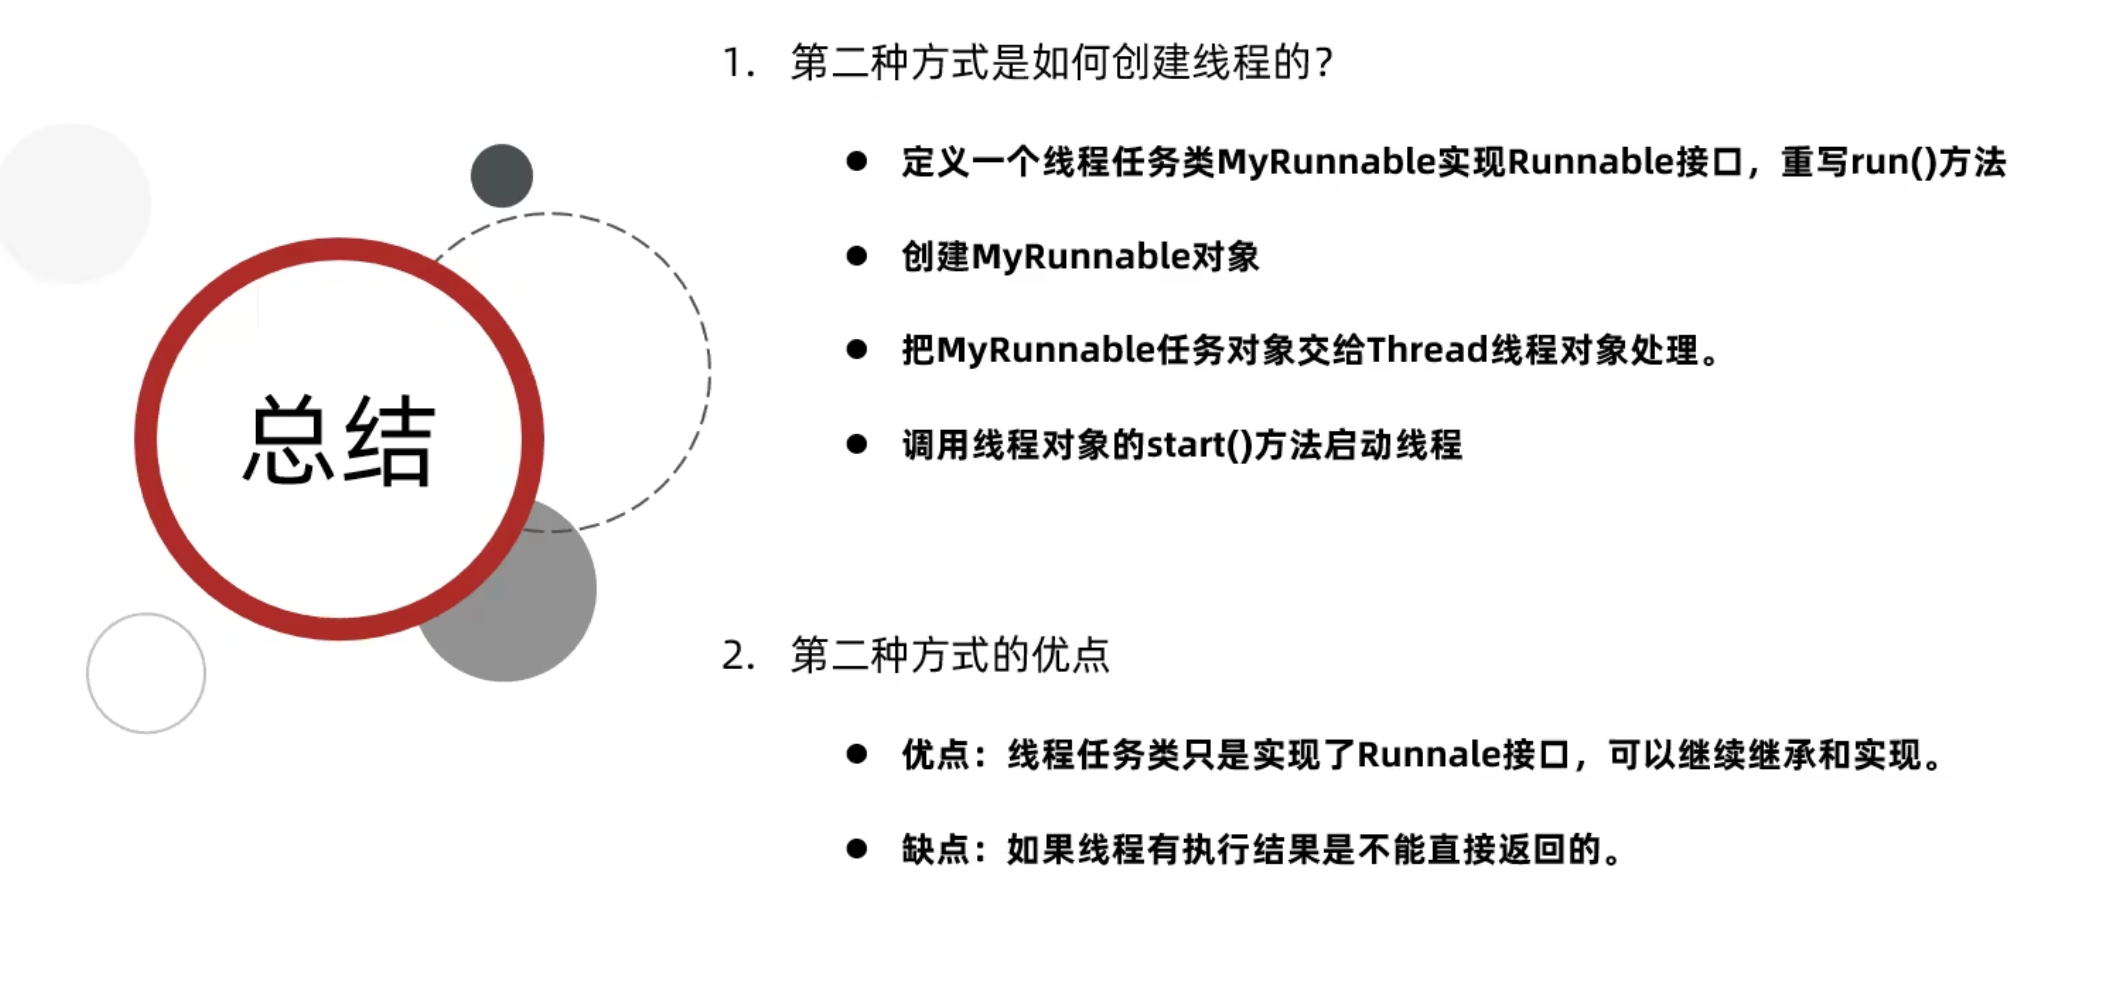 总结
1. 第二种方式是如何创建线程的？
● 定义一个线程任务类MyRunnable实现Runnable接口，重写run()方法
● 创建MyRunnable对象
● 把MyRunnable任务对象交给Thread线程对象处理。
● 调用线程对象的start()方法启动线程
2. 第二种方式的优点
● 优点：线程任务类只是实现了Runnale接口，可以继续继承和实现。
● 缺点：如果线程有执行结果是不能直接返回的。